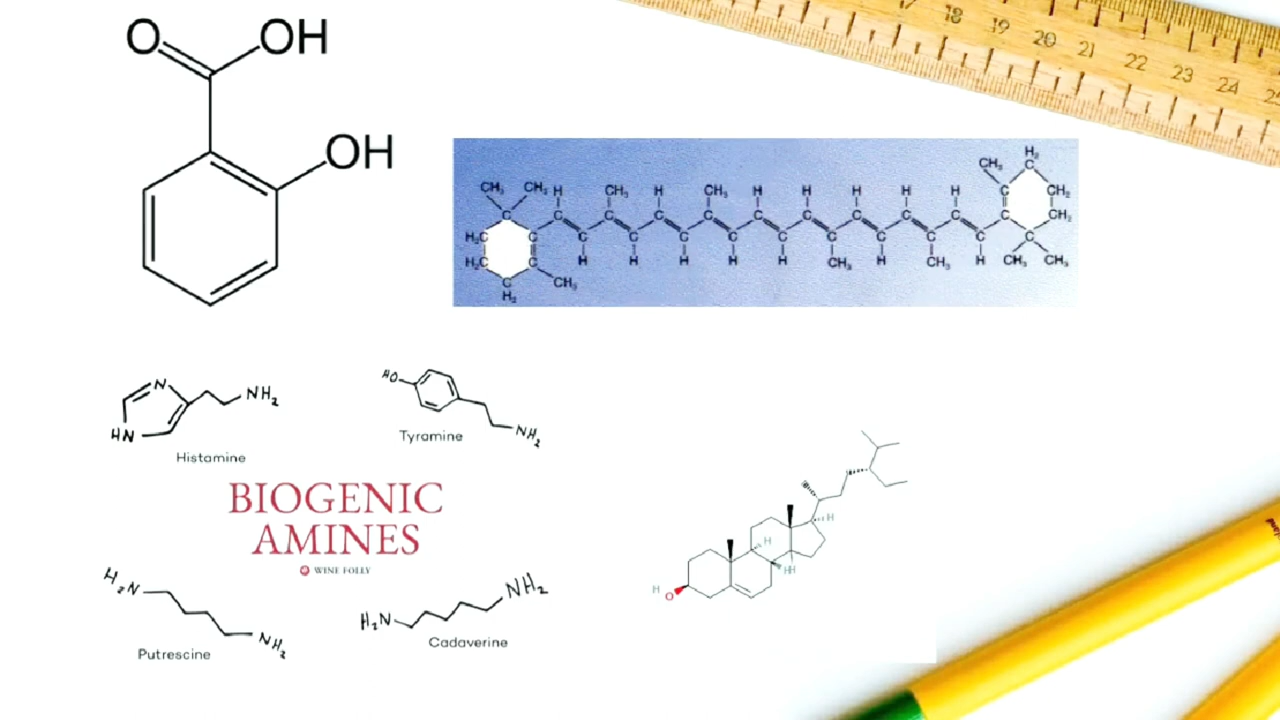 O OH
OH
17 18 19 20 21 22 23 24
CH₃ CH₃ H CH₃ H CH₃ H H H H H CH₃ H₂
C C C C C C C C C C C C CH₂
H₂C C C C C C C C C C C C CH₂
H₂C C H H H H H CH₃ H CH₃ H CH₃ CH₃
C CH₃
H₂
N NH₂
HN
Histamine
HO
NH₂
Tyramine
BIOGENIC
AMINES
WINE FOLLY
H₂N
NH₂
Putrescine
H₂N NH₂
Cadaverine
H
H
H H
H O